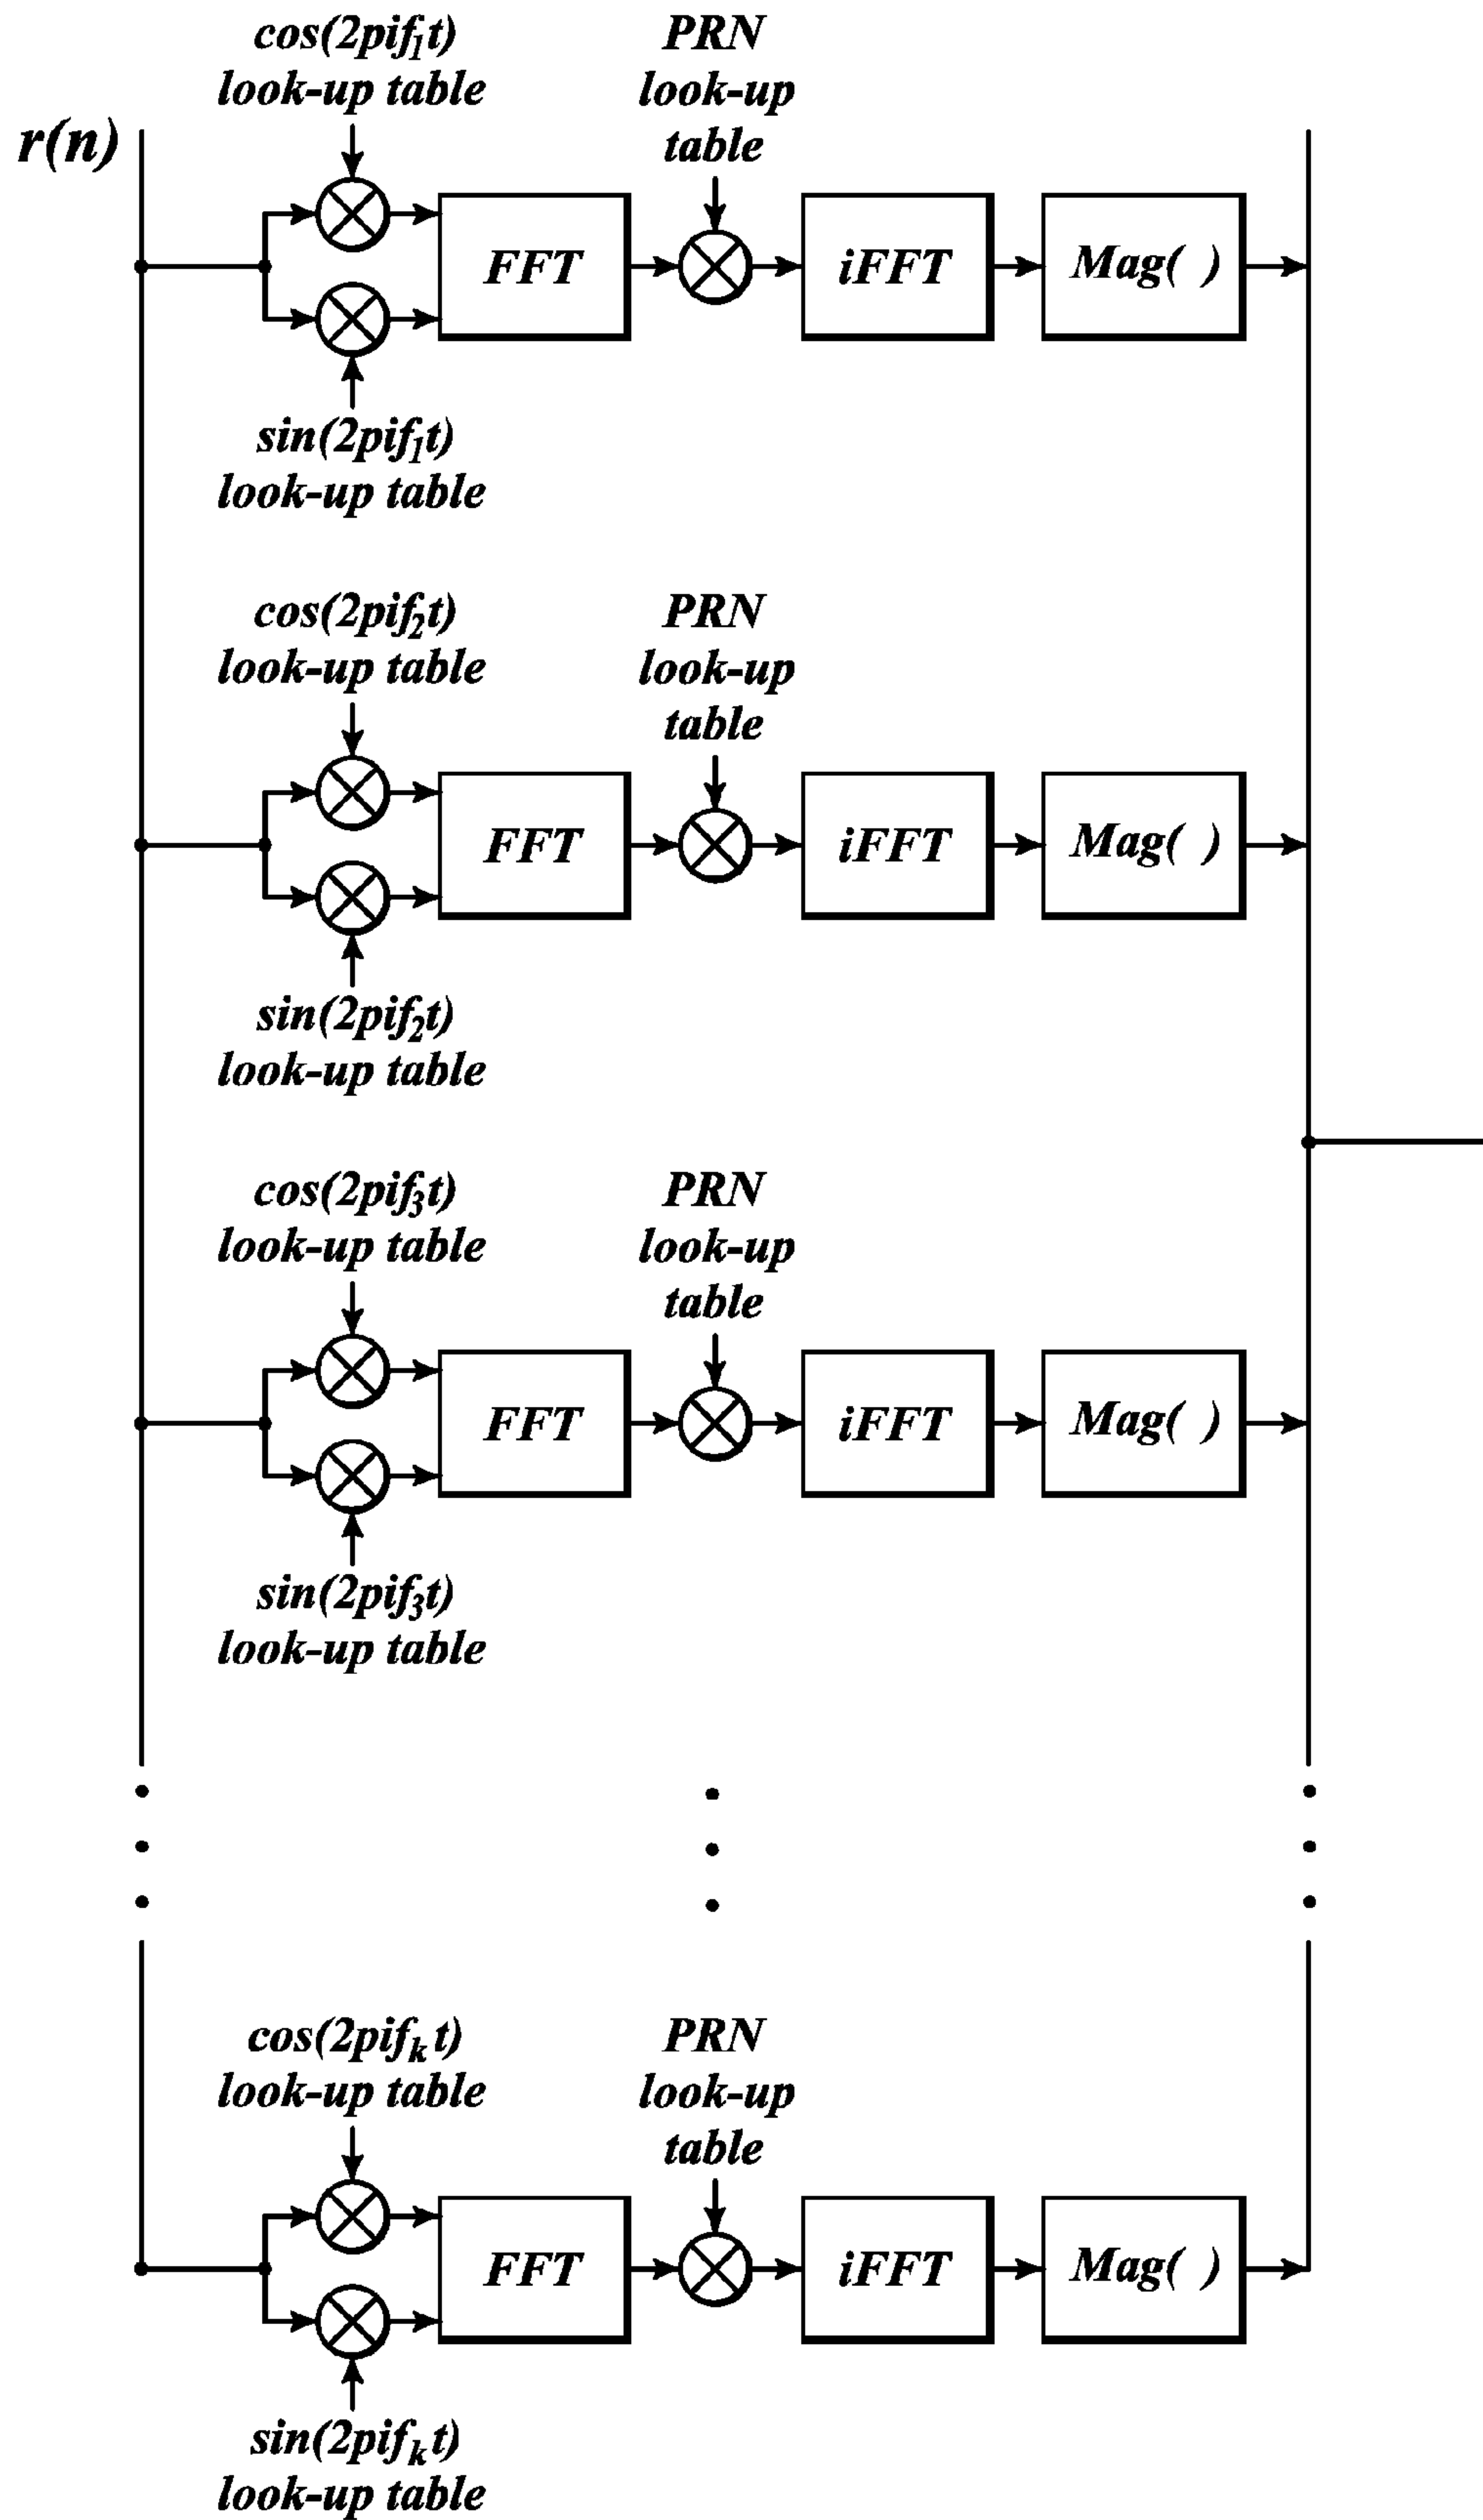 cos(2pif₁t)
look-up table
PRN
look-up
table
r(n)
FFT
iFFT
Mag( )
sin(2pif₁t)
look-up table
cos(2pif₂t)
look-up table
PRN
look-up
table
FFT
iFFT
Mag( )
sin(2pif₂t)
look-up table
cos(2pif₃t)
look-up table
PRN
look-up
table
FFT
iFFT
Mag( )
sin(2pif₃t)
look-up table
cos(2pifₖt)
look-up table
PRN
look-up
table
FFT
iFFT
Mag( )
sin(2pifₖt)
look-up table